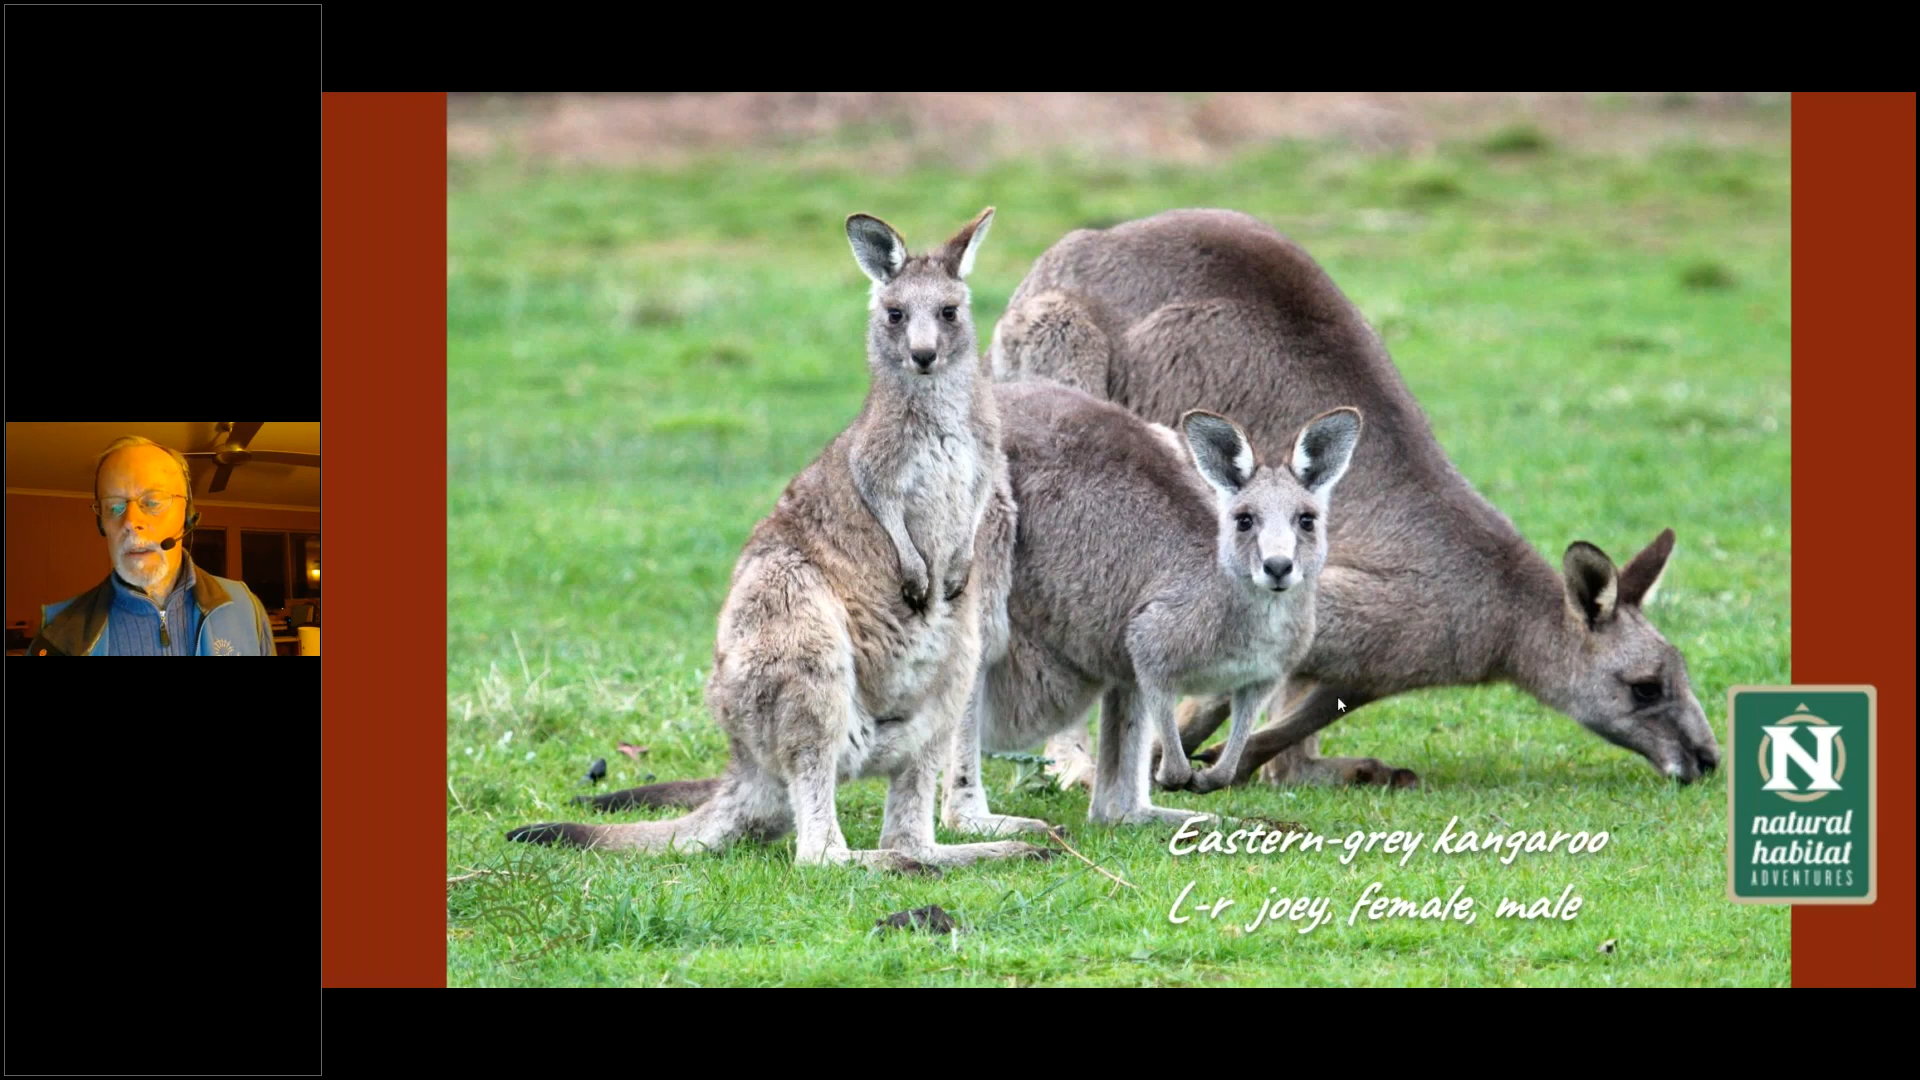 Eastern-grey kangaroo
L-r joey, female, male
N
natural
habitat
ADVENTURES